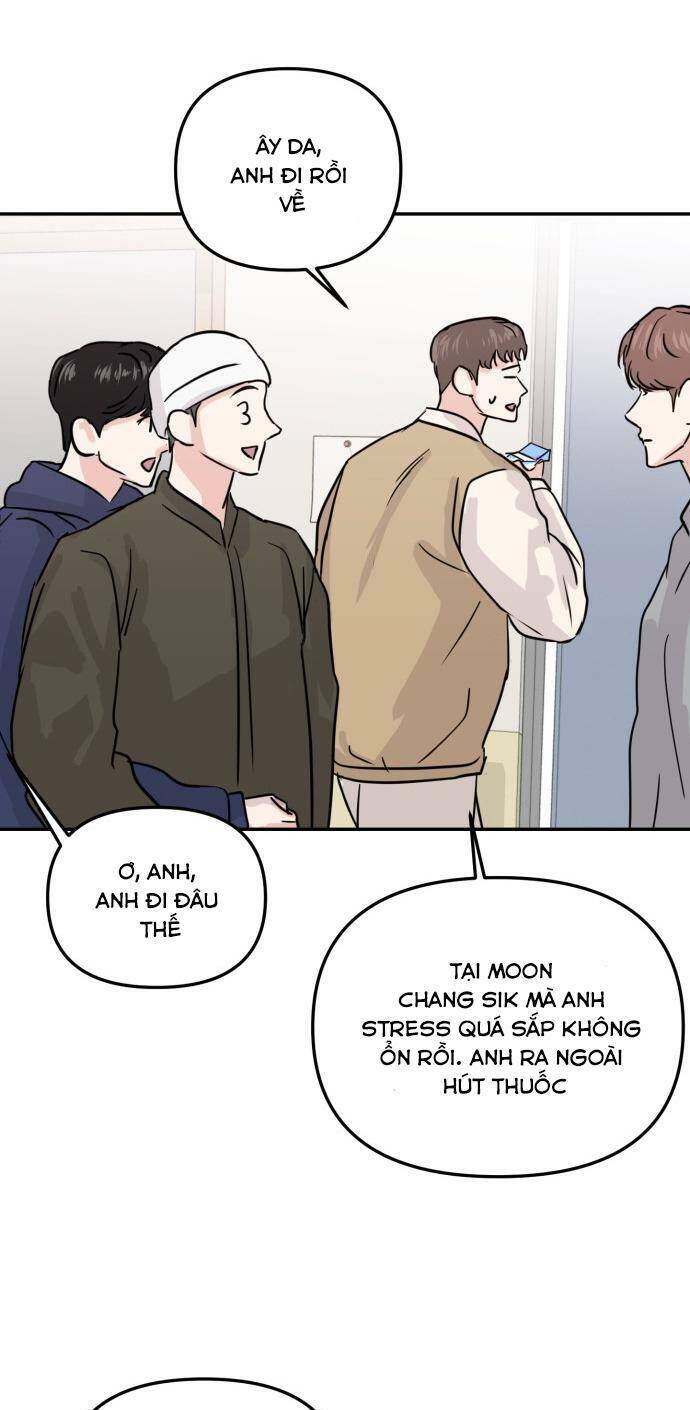 ÂY DA,
ANH ĐI RỒI
VỀ
Ơ, ANH,
ANH ĐI ĐÂU
THẾ
TẠI MOON
CHANG SIK MÀ ANH
STRESS QUÁ SẮP KHÔNG
ỔN RỒI. ANH RA NGOÀI
HÚT THUỐC